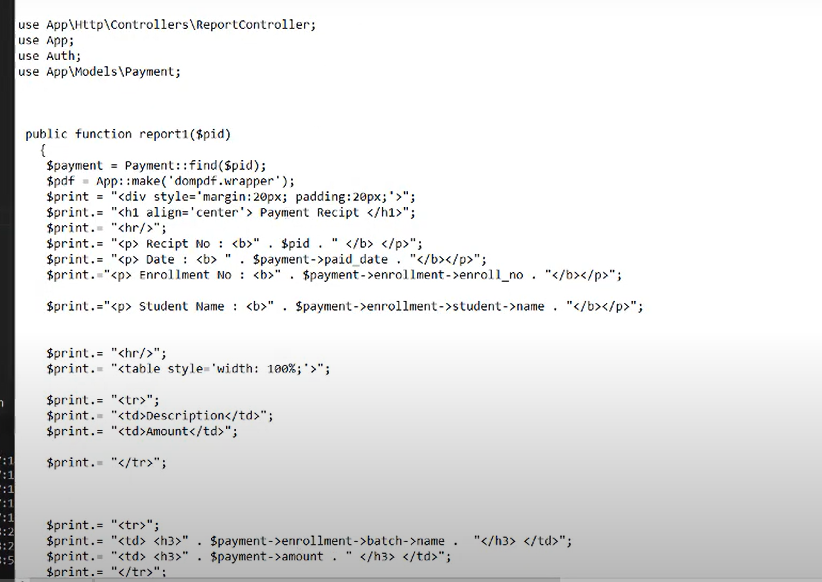 use App\Http\Controllers\ReportController;
use App;
use Auth;
use App\Models\Payment;
public function report1($pid)
{
$payment = Payment::find($pid);
$pdf = App::make('dompdf.wrapper');
$print = "<div style='margin:20px; padding:20px;'>";
$print.= "<h1 align='center'> Payment Recipt </h1>";
$print.= "<hr/>";
$print.= "<p> Recipt No : <b>" . $pid . " </b> </p>";
$print.= "<p> Date : <b> " . $payment->paid_date . "</b></p>";
$print.="<p> Enrollment No : <b>" . $payment->enrollment->enroll_no . "</b></p>";
$print.="<p> Student Name : <b>" . $payment->enrollment->student->name . "</b></p>";
$print.= "<hr/>";
$print.= "<table style='width: 100%;'>";
$print.= "<tr>";
$print.= "<td>Description</td>";
$print.= "<td>Amount</td>";
$print.= "</tr>";
$print.= "<tr>";
$print.= "<td> <h3>" . $payment->enrollment->batch->name .  "</h3> </td>";
$print.= "<td> <h3>" . $payment->amount . " </h3> </td>";
$print.= "</tr>";